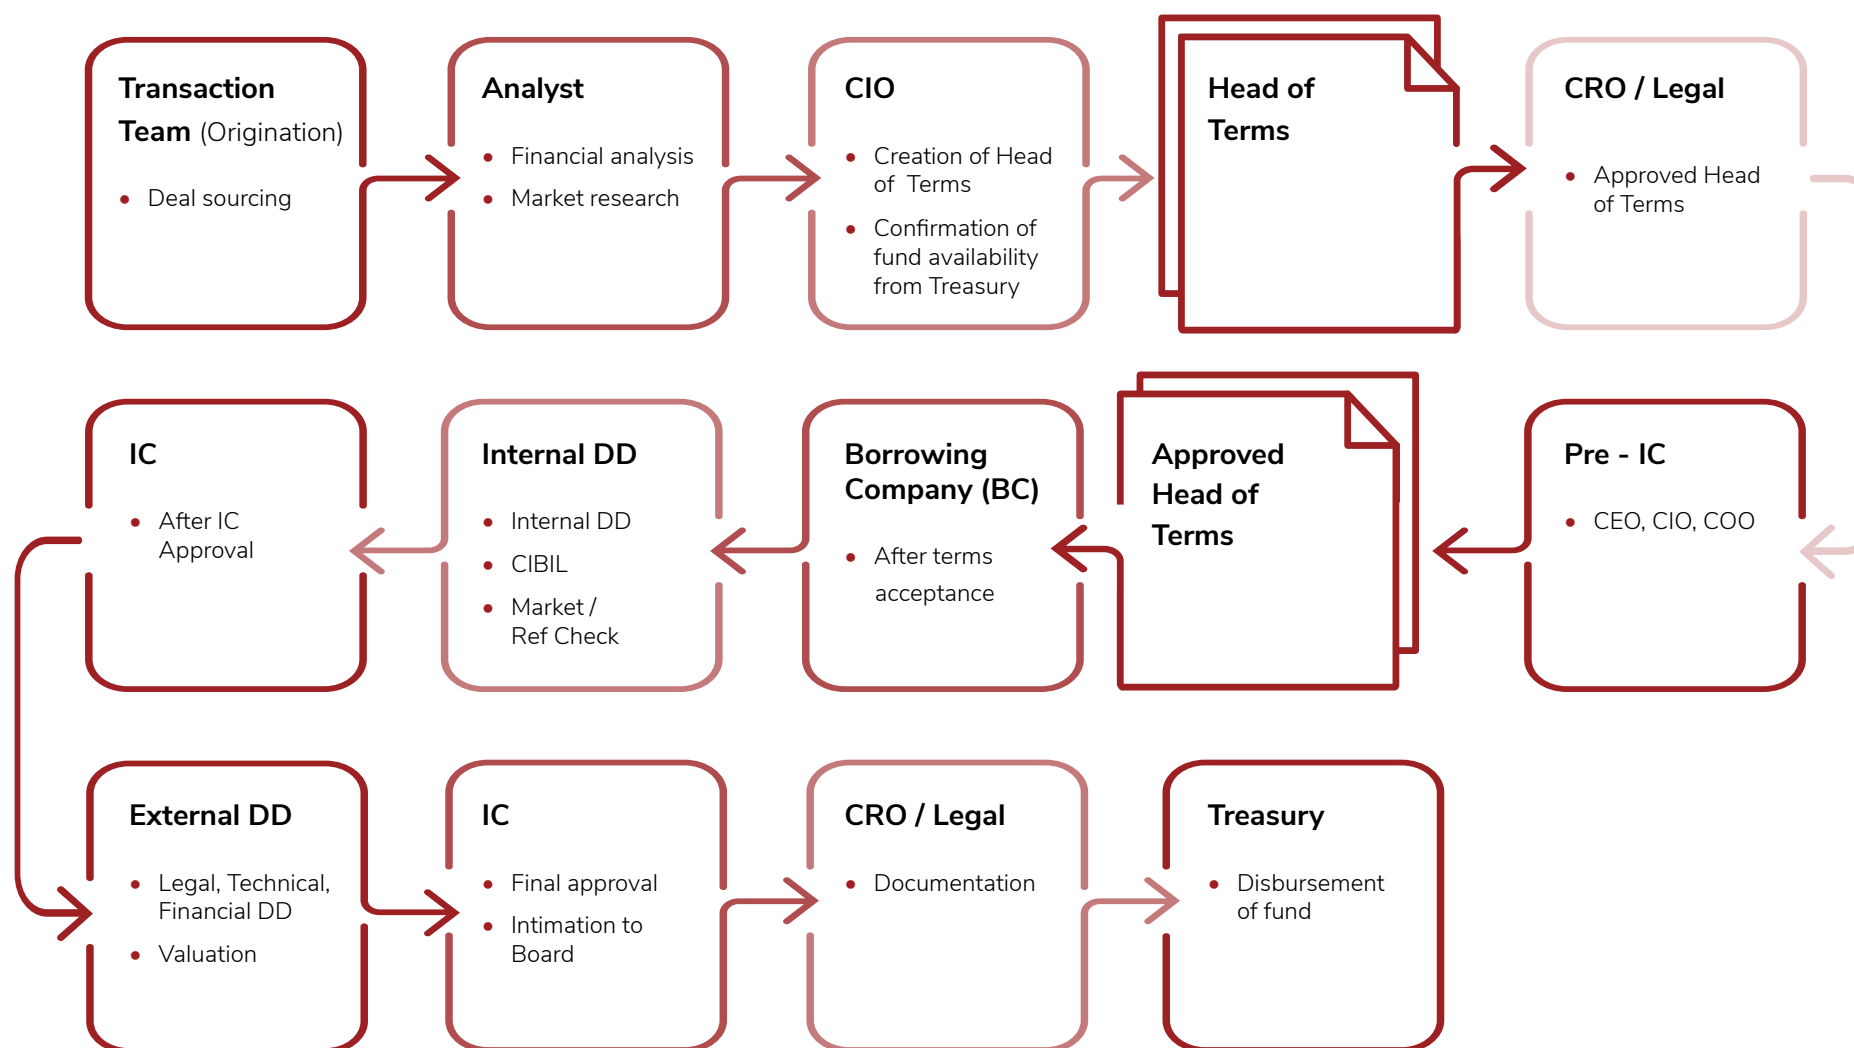 Transaction
Team (Origination)
• Deal sourcing
Analyst
• Financial analysis
• Market research
CIO
• Creation of Head
of Terms
• Confirmation of
fund availability
from Treasury
Head of
Terms
CRO / Legal
• Approved Head
of Terms
Pre - IC
• CEO, CIO, COO
Approved
Head of
Terms
Borrowing
Company (BC)
• After terms
acceptance
Internal DD
• Internal DD
• CIBIL
• Market /
Ref Check
IC
• After IC
Approval
External DD
• Legal, Technical,
Financial DD
• Valuation
IC
• Final approval
• Intimation to
Board
CRO / Legal
• Documentation
Treasury
• Disbursement
of fund